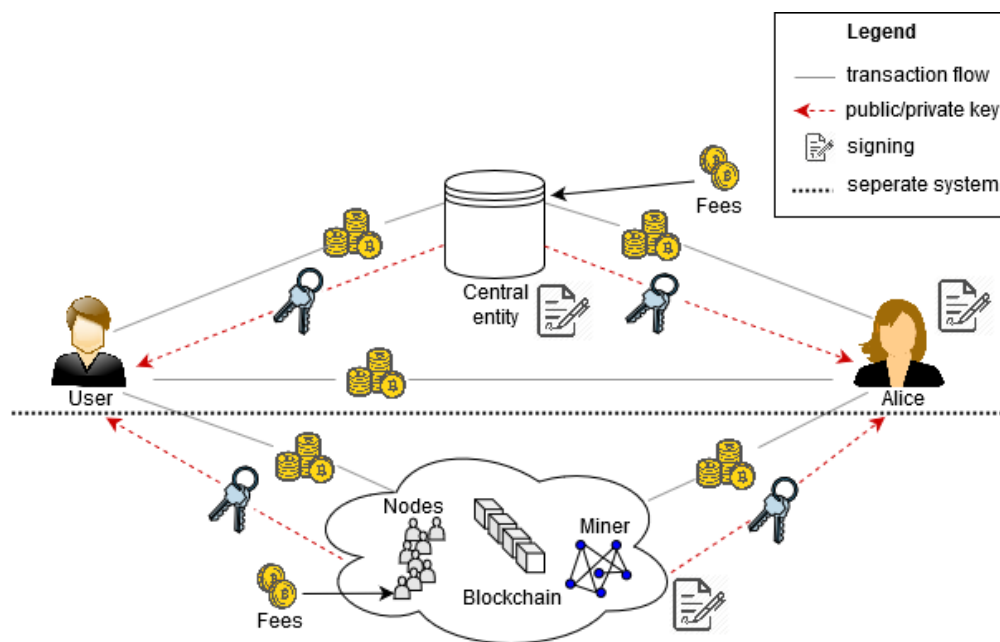 Legend
transaction flow
public/private key
signing
seperate system
Fees
Central
entity
User
Alice
Nodes
Miner
Blockchain
Fees